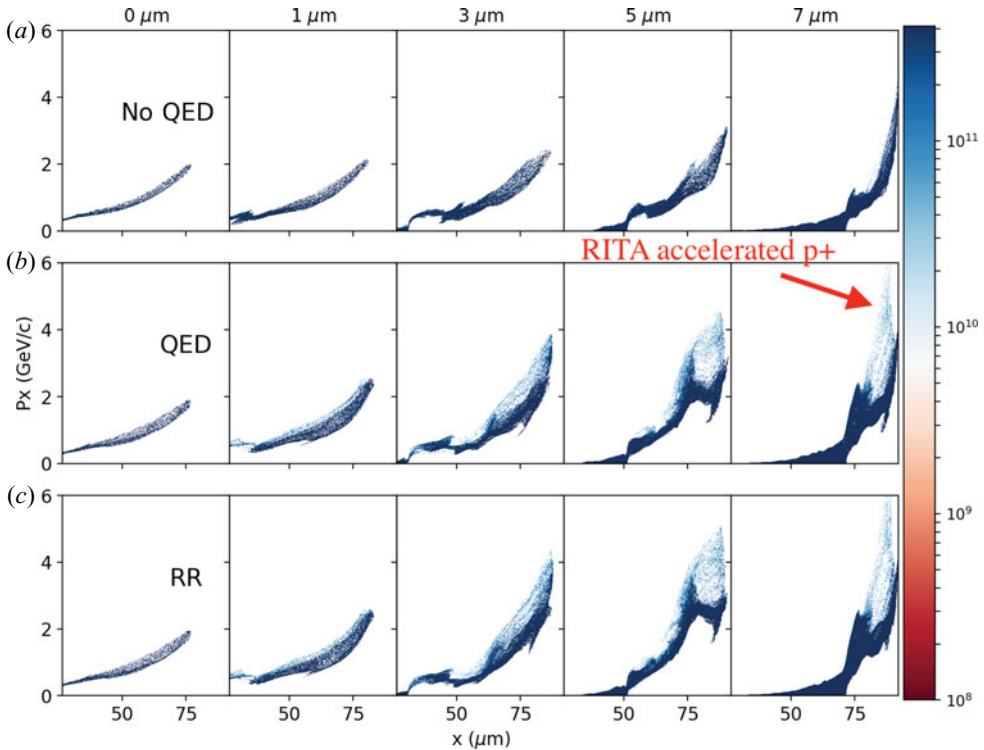 0 μm 1 μm 3 μm 5 μm 7 μm
(a)
6
4
2
0
No QED
10¹¹
(b)
RITA accelerated p+
6
4
2
0
QED
10¹⁰
Px (GeV/c)
(c)
6
4
2
0
RR
10⁹
10⁸
50 75 50 75 50 75 50 75 50 75
x (μm)